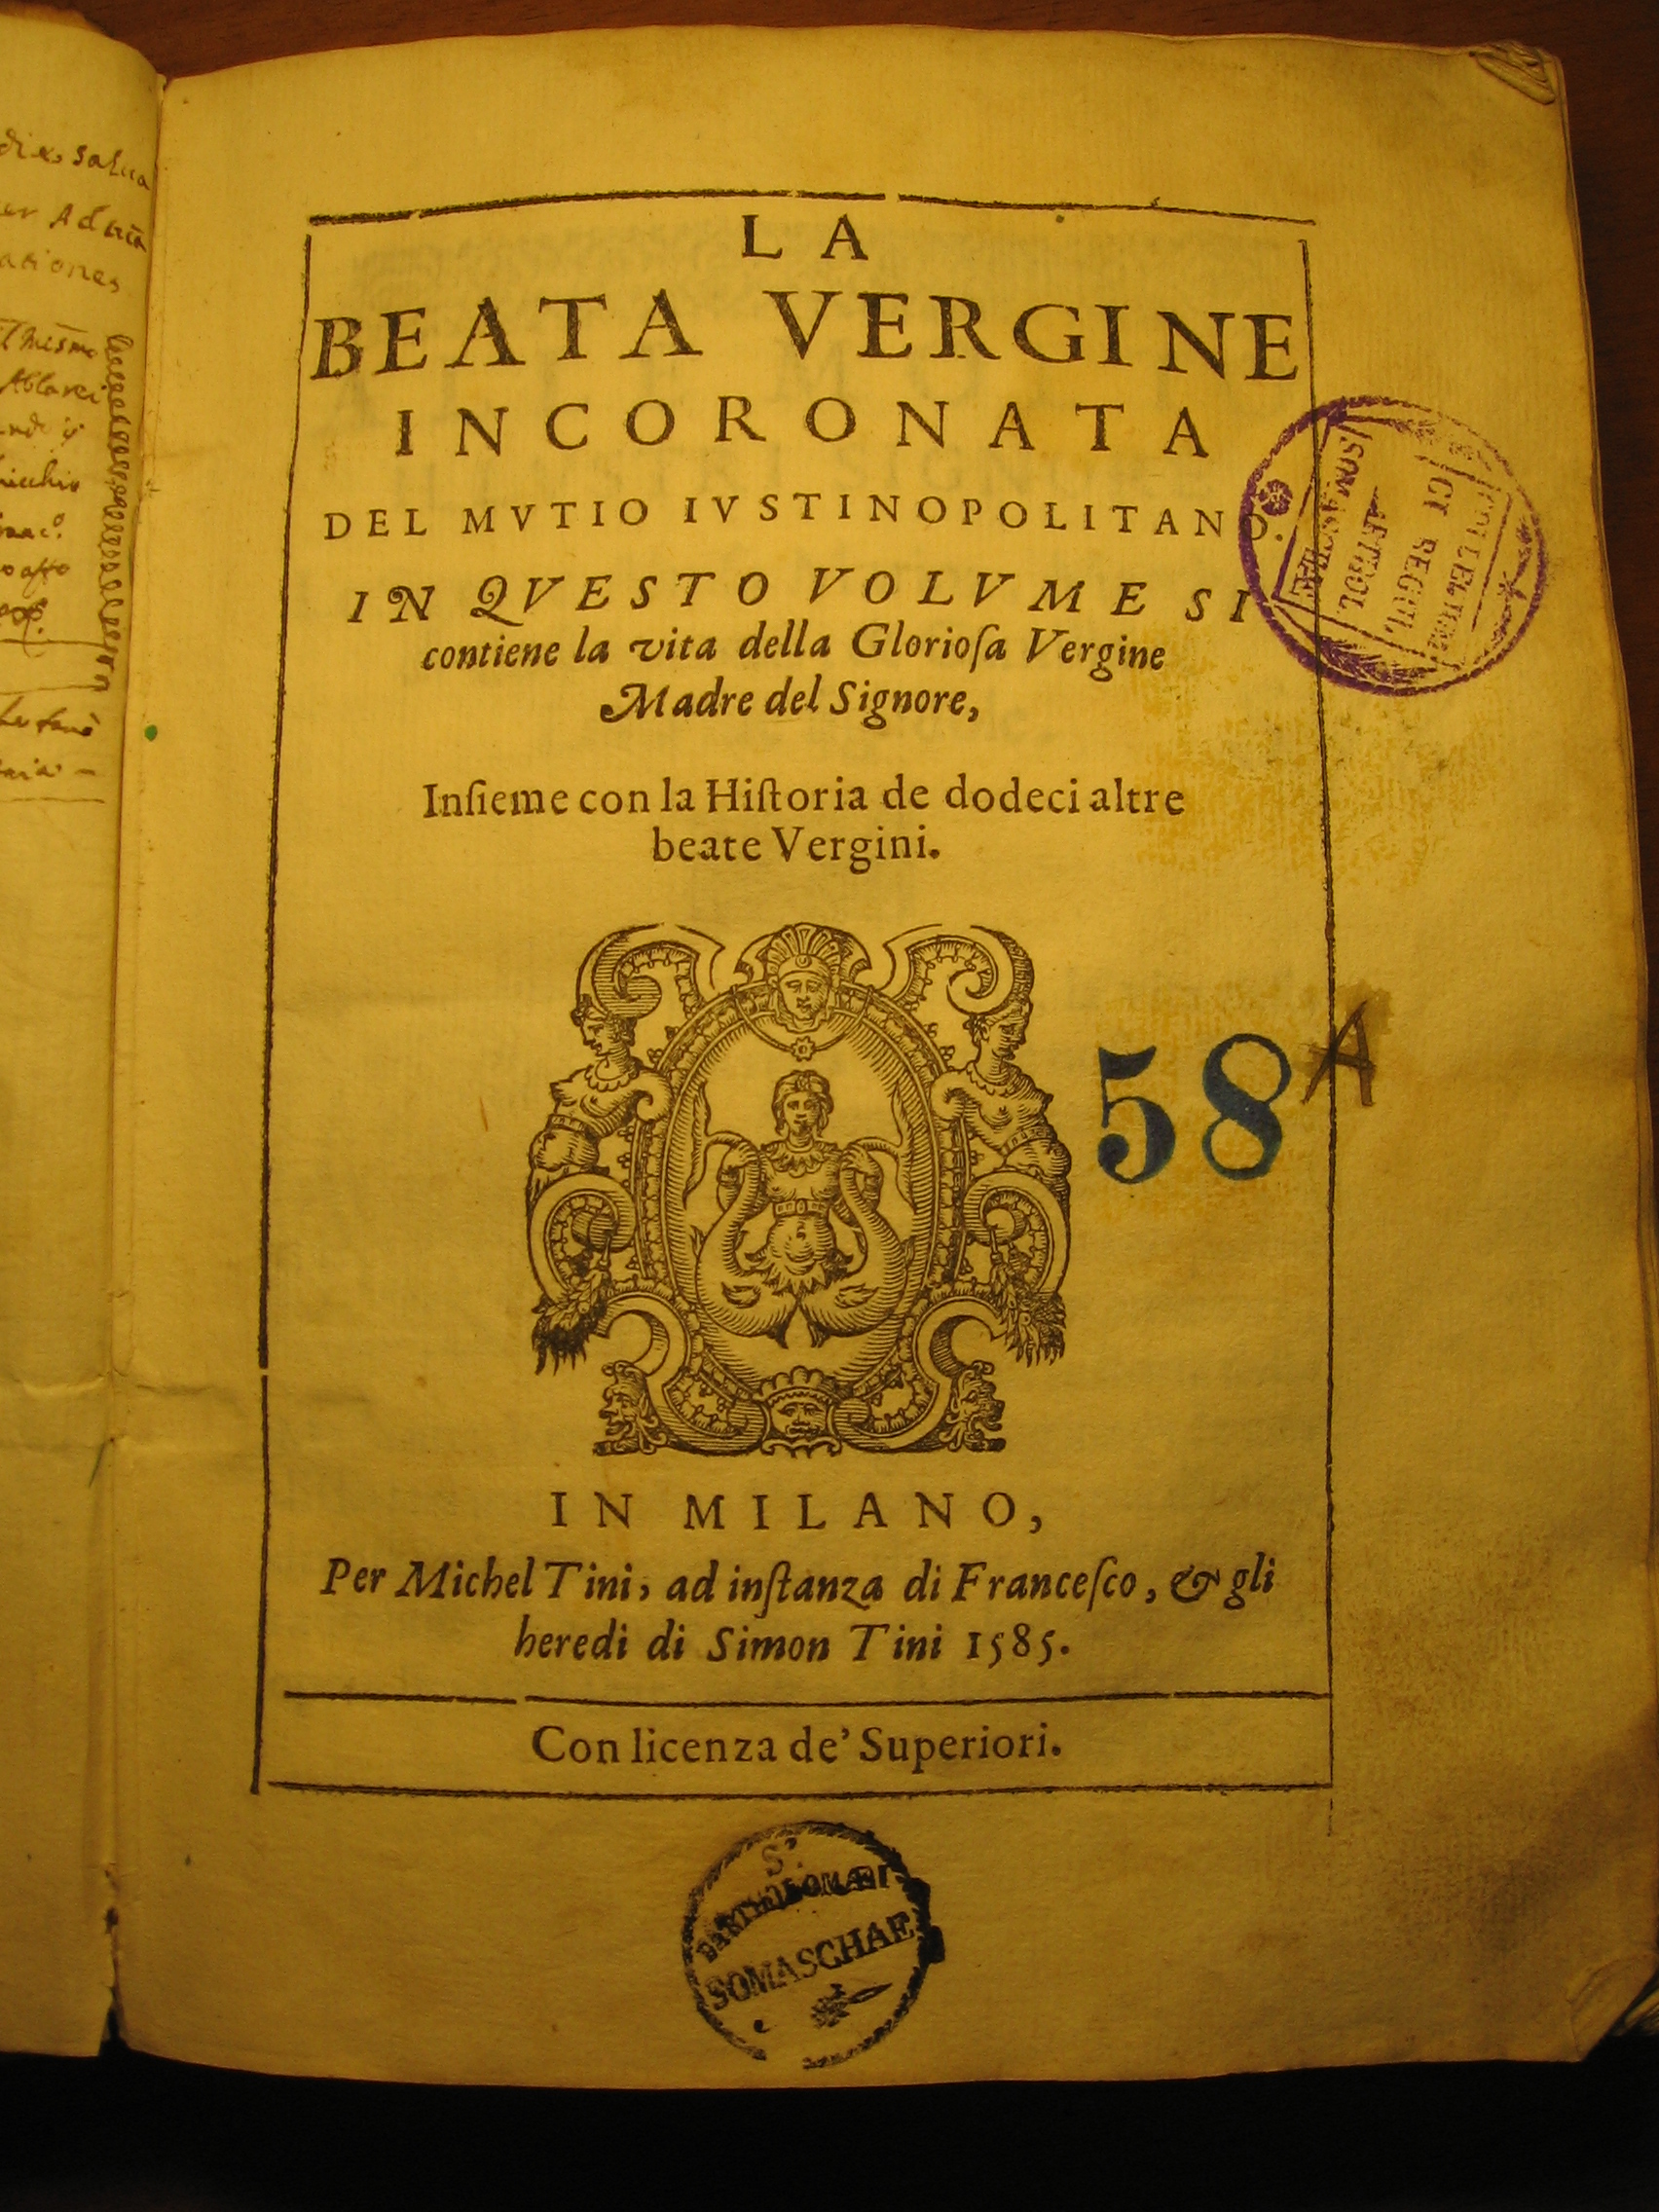 LA
BEATA VERGINE
INCORONATA
DEL MVTIO IVSTINOPOLITANO.
IN QVESTO VOLVME SI
contiene la vita della Glorioſa Vergine
Madre del Signore,
Inſieme con la Hiſtoria de dodeci altre
beate Vergini.
58 A
IN MILANO,
Per Michel Tini, ad inſtanza di Franceſco, & gli
heredi di Simon Tini 1585.
Con licenza de' Superiori.
S.
BARTHOLOMÆI
SOMASCHAE